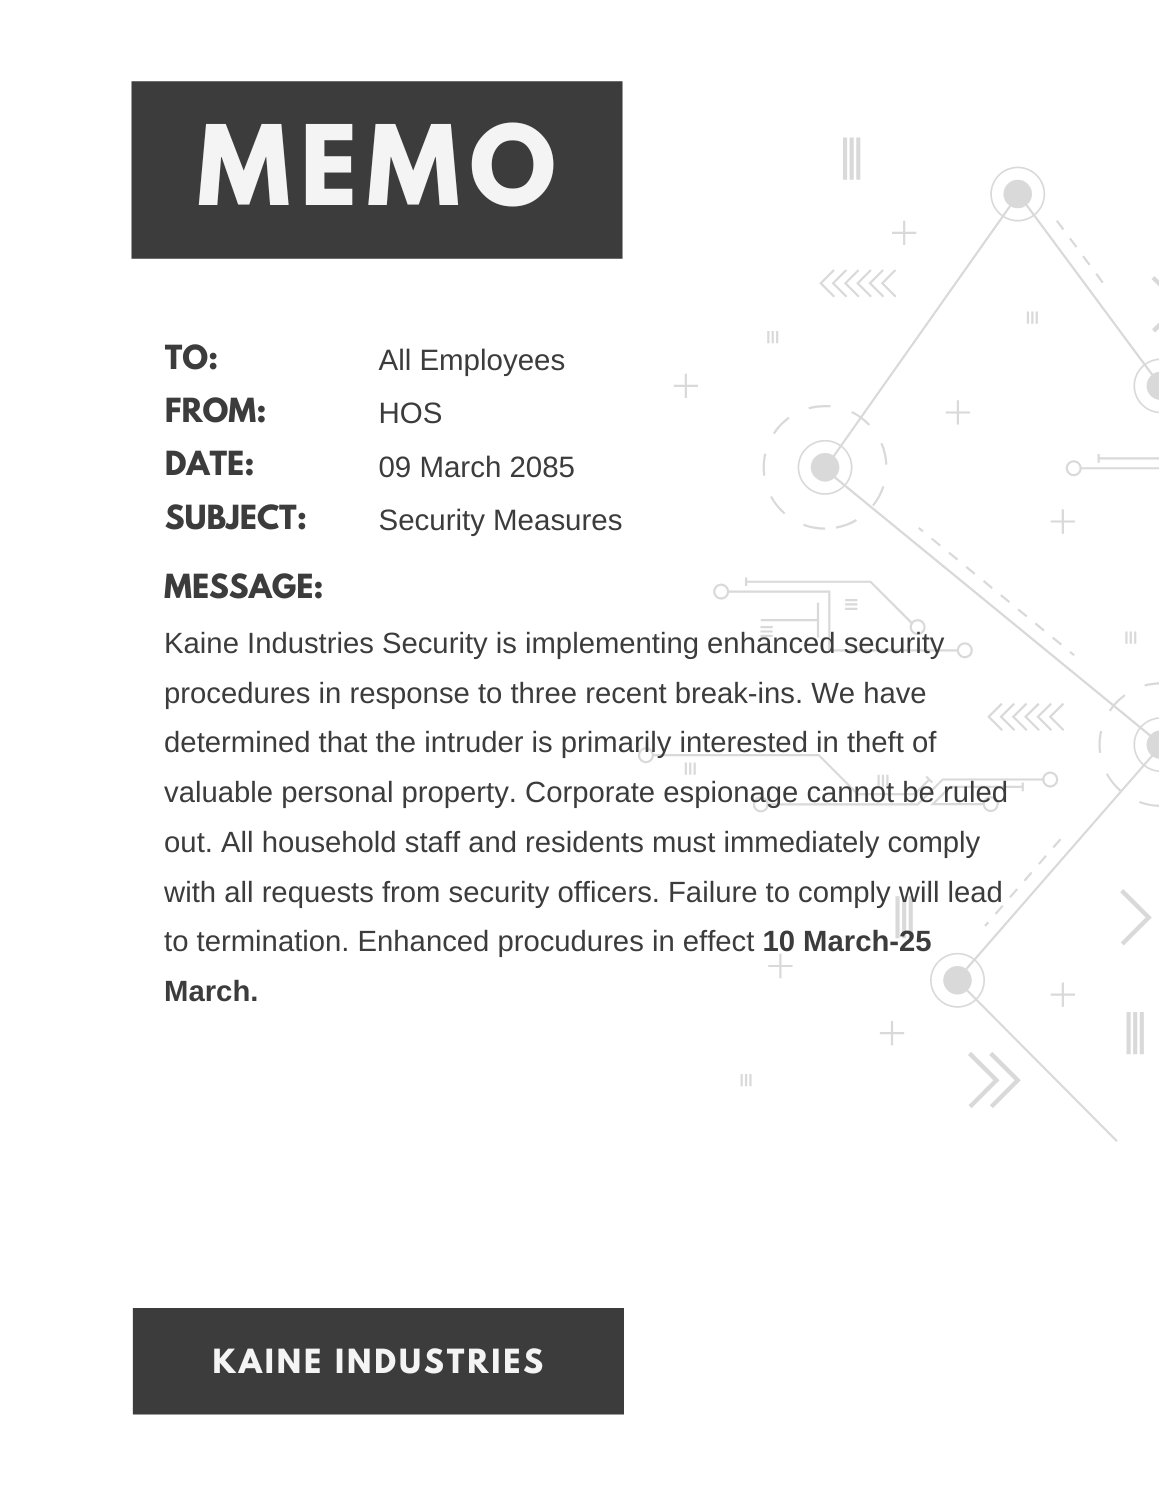 MEMO
TO: All Employees
FROM: HOS
DATE: 09 March 2085
SUBJECT: Security Measures
MESSAGE:
Kaine Industries Security is implementing enhanced security
procedures in response to three recent break-ins. We have
determined that the intruder is primarily interested in theft of
valuable personal property. Corporate espionage cannot be ruled
out. All household staff and residents must immediately comply
with all requests from security officers. Failure to comply will lead
to termination. Enhanced procudures in effect 10 March-25
March.
KAINE INDUSTRIES